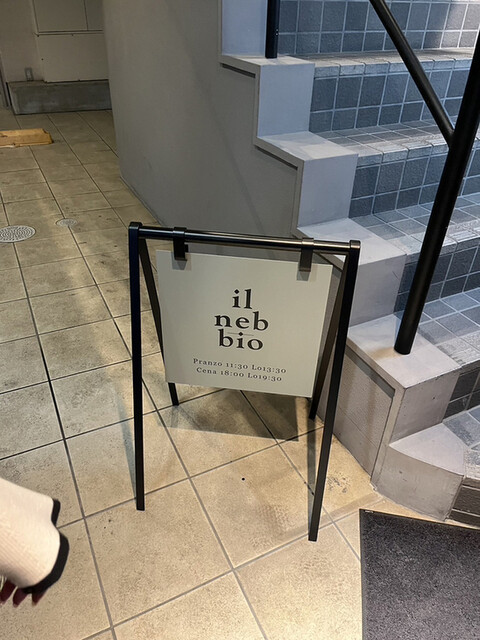 il
neb
bio
Pranzo 11:30 Lo13:30
Cena 18:00 Lo19:30